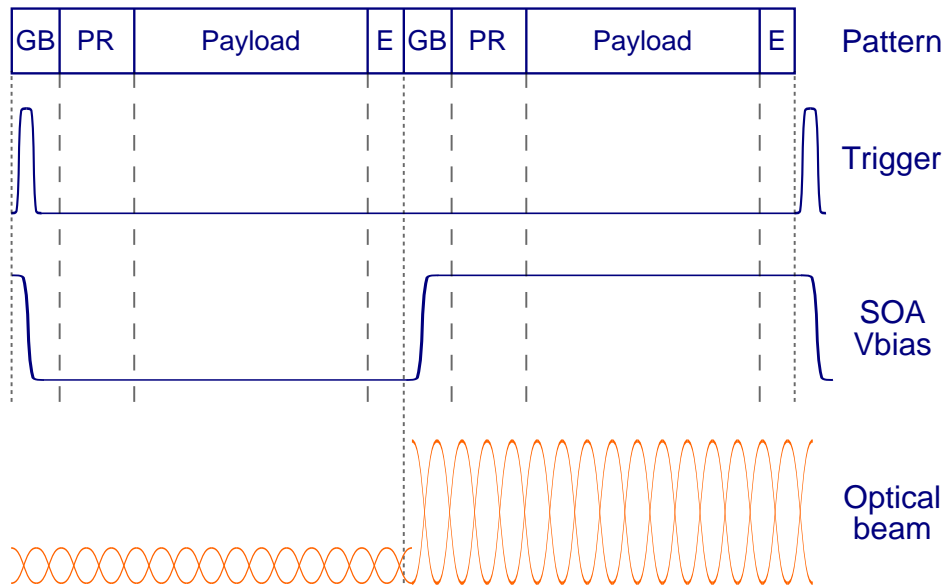 GB PR Payload E GB PR Payload E Pattern
Trigger
SOA
Vbias
Optical
beam